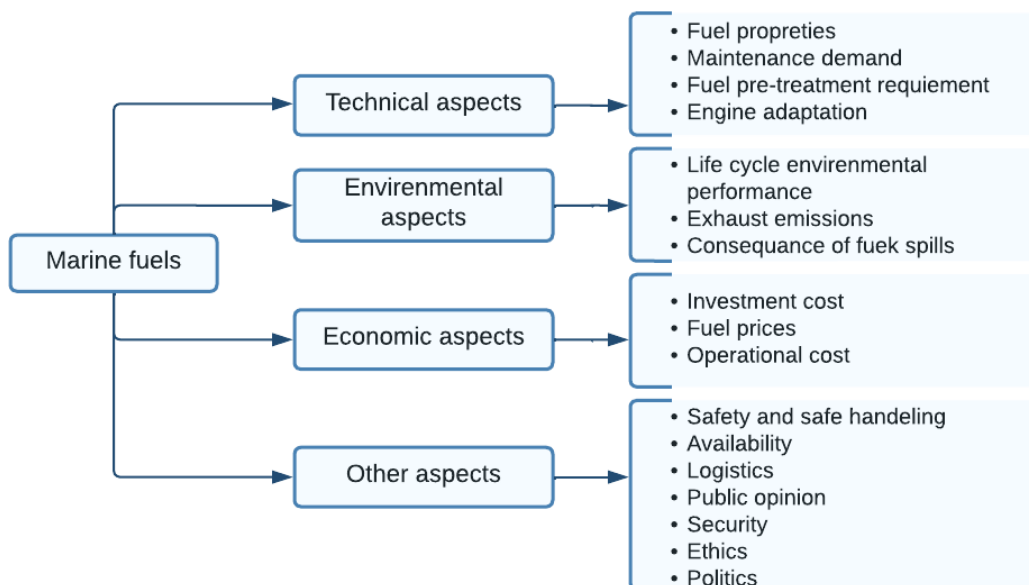 Marine fuels
Technical aspects
• Fuel propreties
• Maintenance demand
• Fuel pre-treatment requiement
• Engine adaptation
Envirenmental
aspects
• Life cycle envirenmental
performance
• Exhaust emissions
• Consequance of fuek spills
Economic aspects
• Investment cost
• Fuel prices
• Operational cost
Other aspects
• Safety and safe handeling
• Availability
• Logistics
• Public opinion
• Security
• Ethics
• Politics